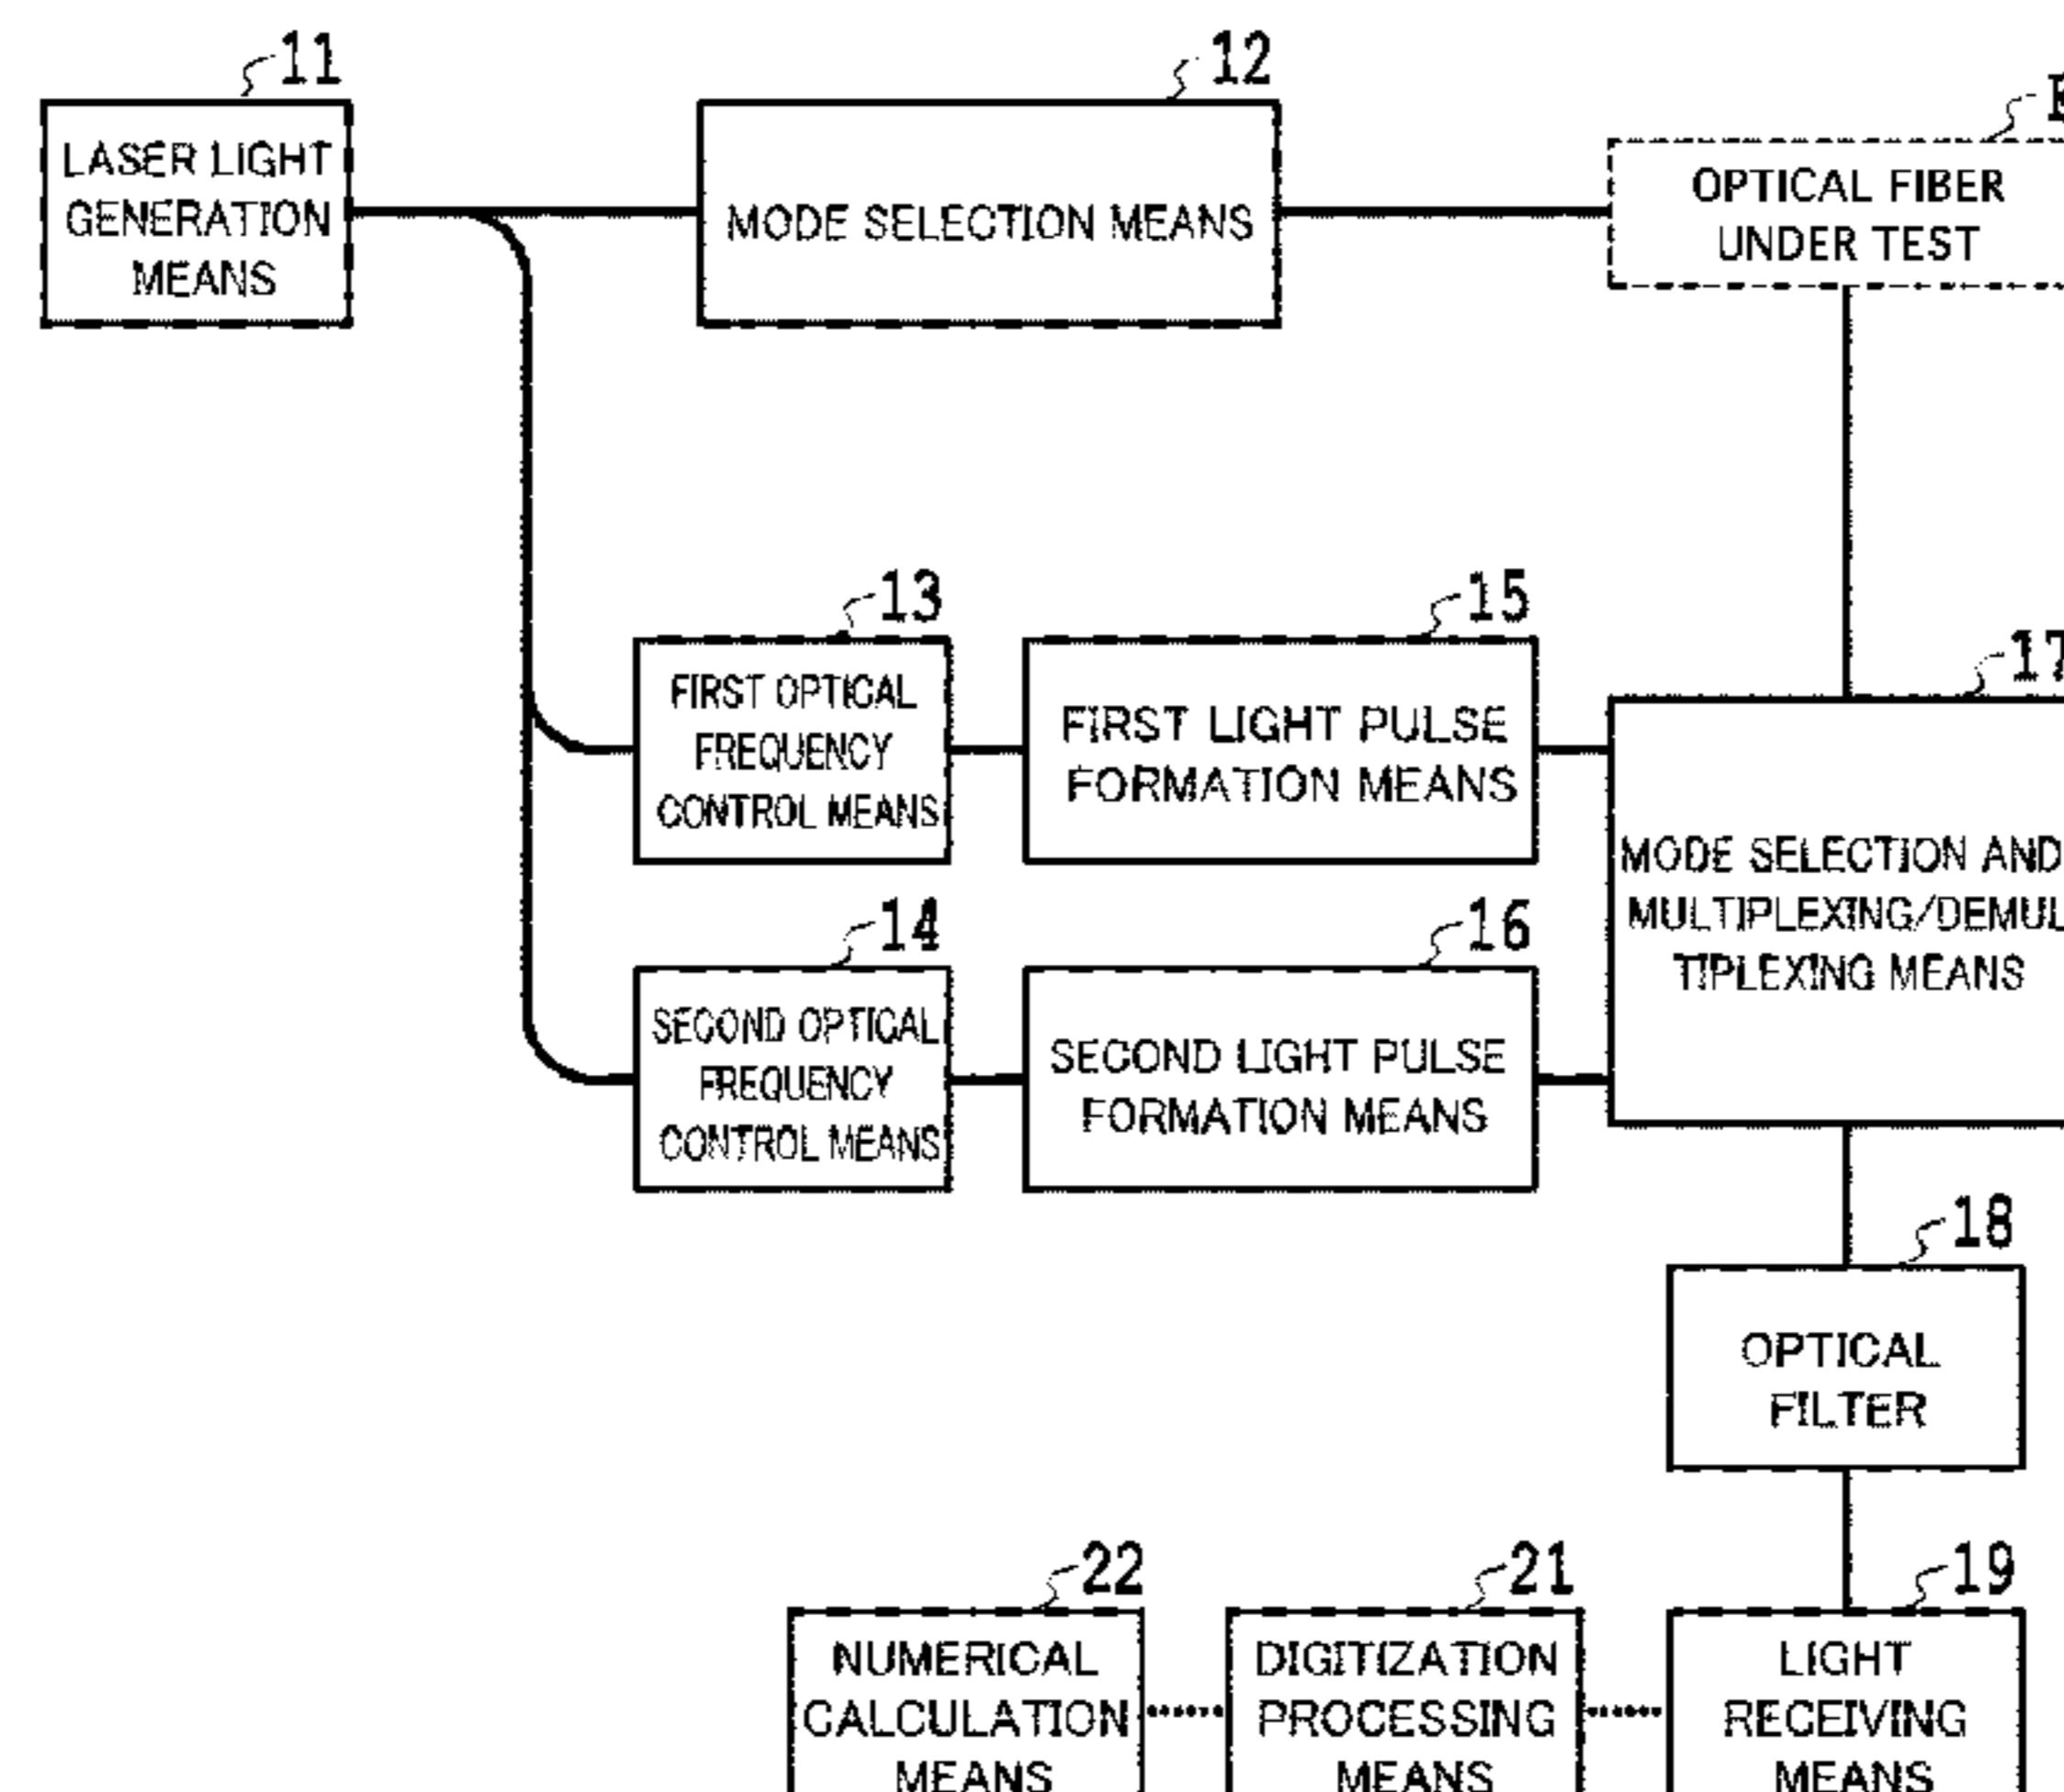 11
LASER LIGHT
GENERATION
MEANS
12
MODE SELECTION MEANS
OPTICAL FIBER
UNDER TEST
13
FIRST OPTICAL
FREQUENCY
CONTROL MEANS
15
FIRST LIGHT PULSE
FORMATION MEANS
17
MODE SELECTION AND
MULTIPLEXING/DEMUL
TIPLEXING MEANS
14
SECOND OPTICAL
FREQUENCY
CONTROL MEANS
16
SECOND LIGHT PULSE
FORMATION MEANS
18
OPTICAL
FILTER
22
NUMERICAL
CALCULATION
MEANS
21
DIGITIZATION
PROCESSING
MEANS
19
LIGHT
RECEIVING
MEANS